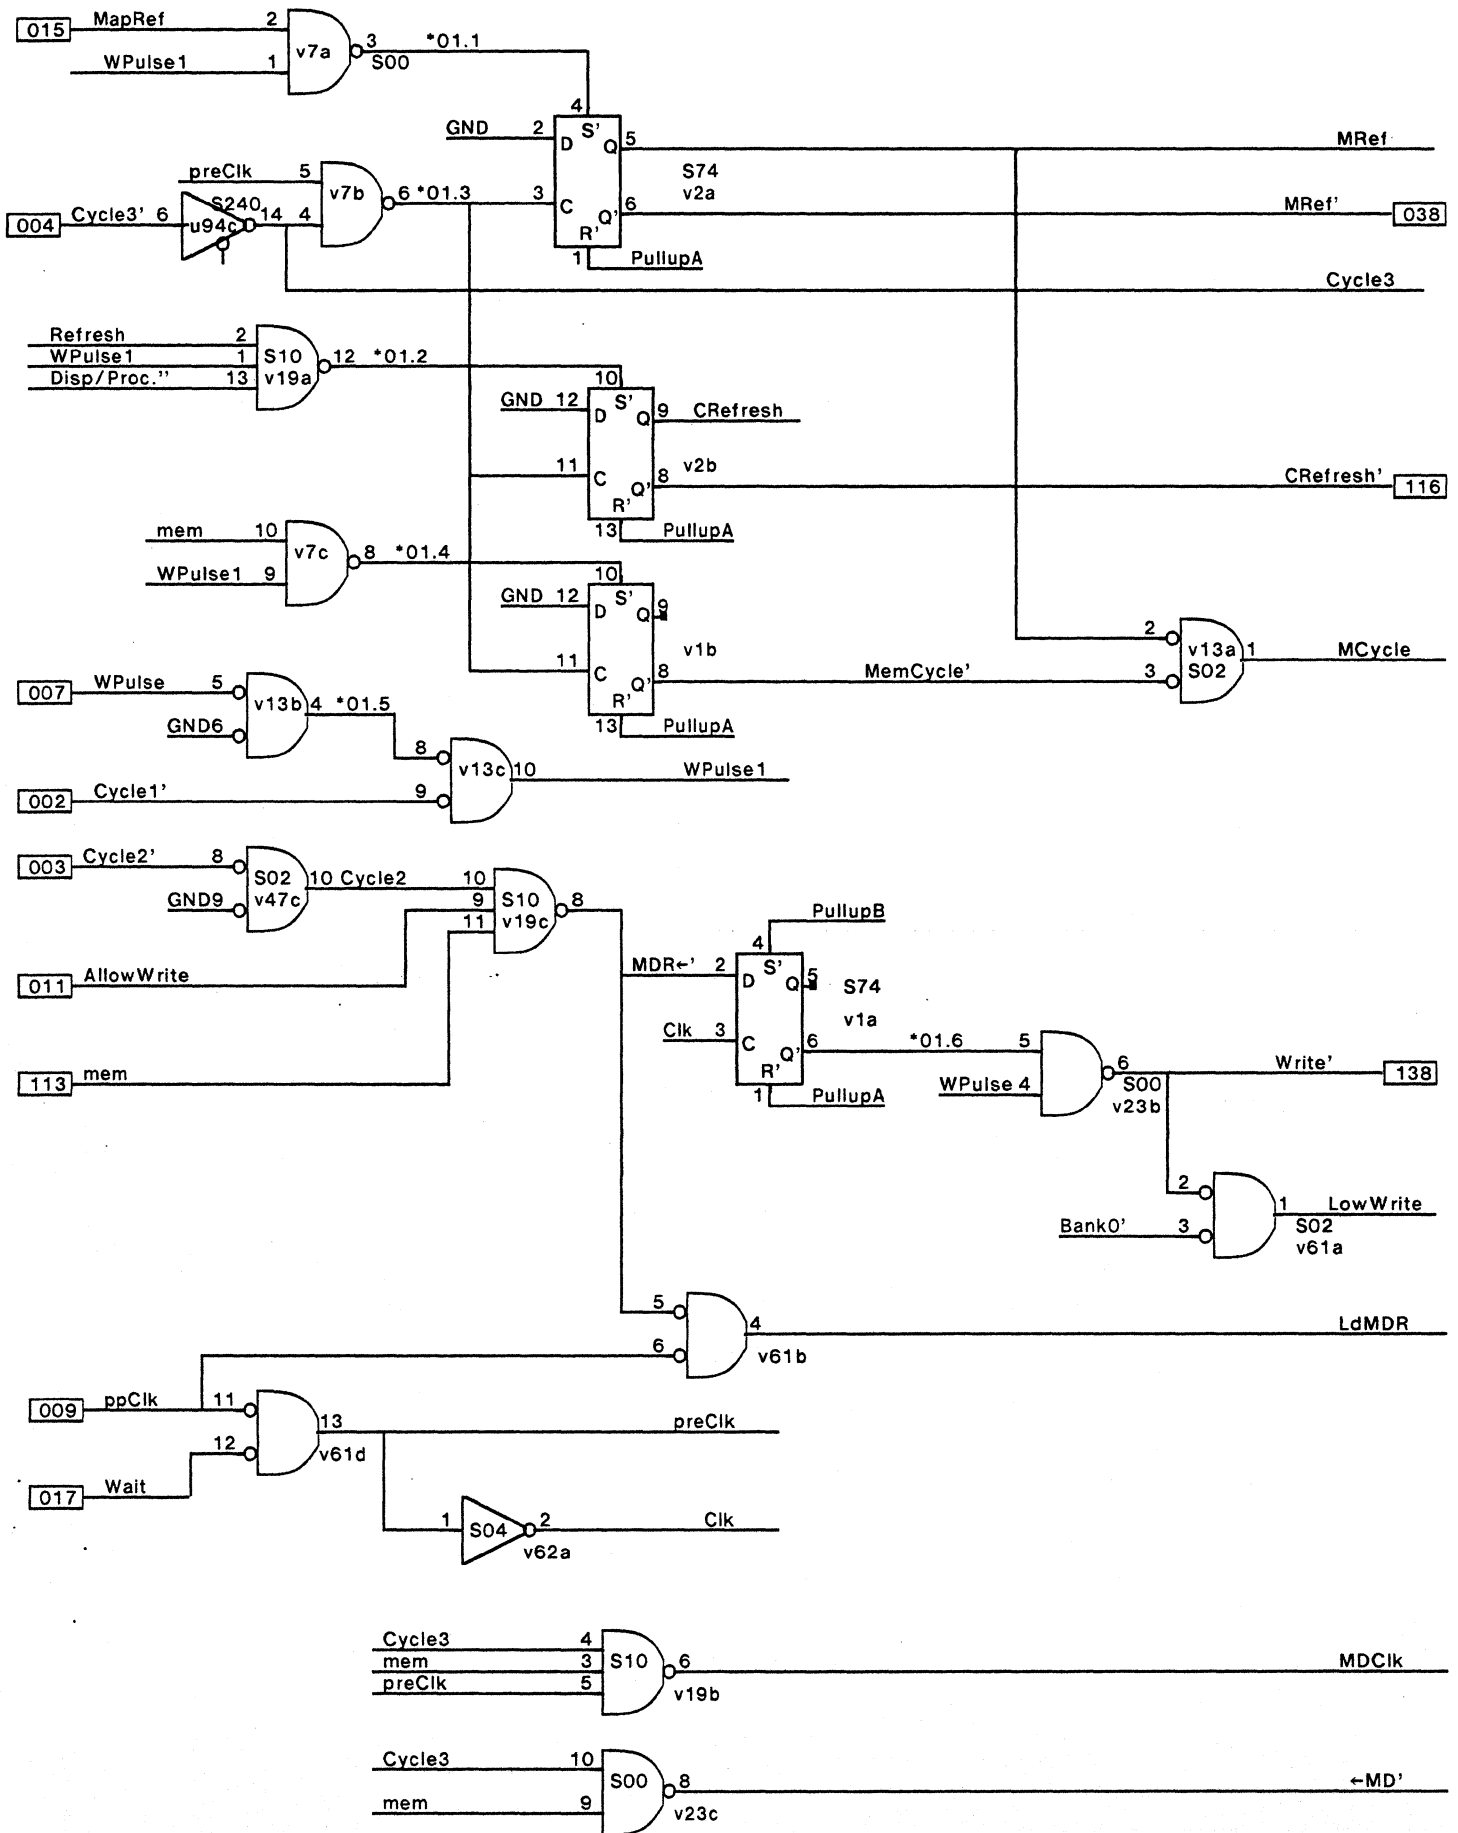 MapRef 2
015
v7a
3 *01.1
S00
WPulse1 1
4
GND 2 S'
D Q 5 MRef
S74
v2a
preClk 5
v7b 6 *01.3 3 C
S240
004 Cycle3' 6 u94c 14 4
Q' 6 MRef' 038
R'
1 PullupA
Cycle3
Refresh 2
WPulse1 1 S10 12 *01.2
Disp/Proc.'' 13 v19a
10
GND 12 S'
D Q 9 CRefresh
v2b
11 C
Q' 8 CRefresh' 116
R'
13 PullupA
mem 10
v7c 8 *01.4
WPulse1 9
10
GND 12 S'
D Q 9
v1b
2
v13a 1 MCycle
S02
11 C
Q' 8 MemCycle' 3
R'
13 PullupA
007 WPulse 5
v13b 4 *01.5
GND6
8
v13c 10 WPulse1
002 Cycle1' 9
003 Cycle2' 8
S02 10 Cycle2 10
v47c
GND9
9 S10 8
11 v19c
PullupB
4
011 AllowWrite
MDR←' 2 S'
D Q 5 S74
v1a
Clk 3 C
Q' 6 *01.6 5
R'
1 PullupA
113 mem
WPulse 4
6 Write' 138
S00
v23b
2
1 LowWrite
Bank0' 3
S02
v61a
5
4 LdMDR
6
v61b
009 ppClk 11
13 preClk
12 v61d
017 Wait
1 S04 2 Clk
v62a
Cycle3 4
mem 3 S10 6 MDClk
preClk 5 v19b
Cycle3 10
S00 8 ←MD'
mem 9 v23c